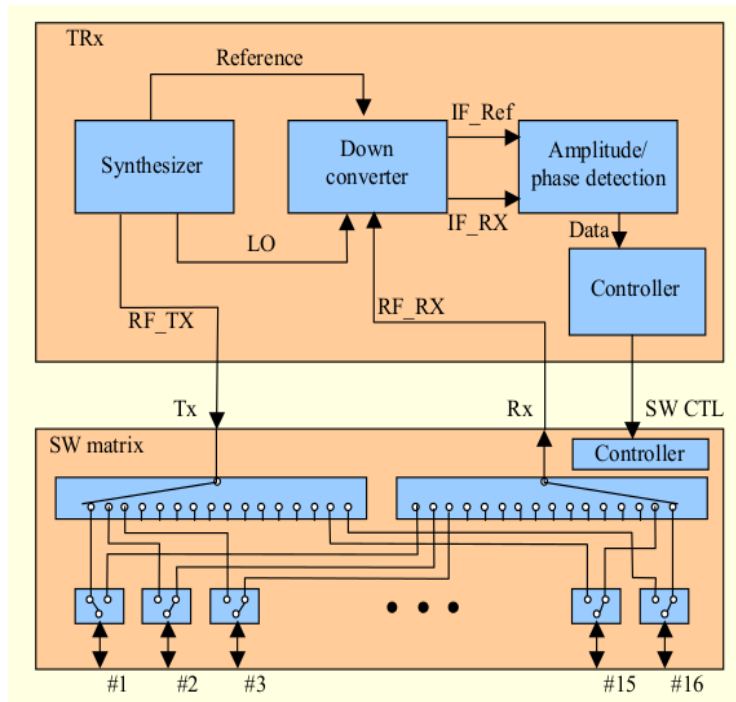 TRx
Reference
Synthesizer
Down
converter
IF_Ref
IF_RX
Amplitude/
phase detection
LO
Data
Controller
RF_TX
RF_RX
Tx
Rx
SW CTL
SW matrix
Controller
#1
#2
#3
#15
#16